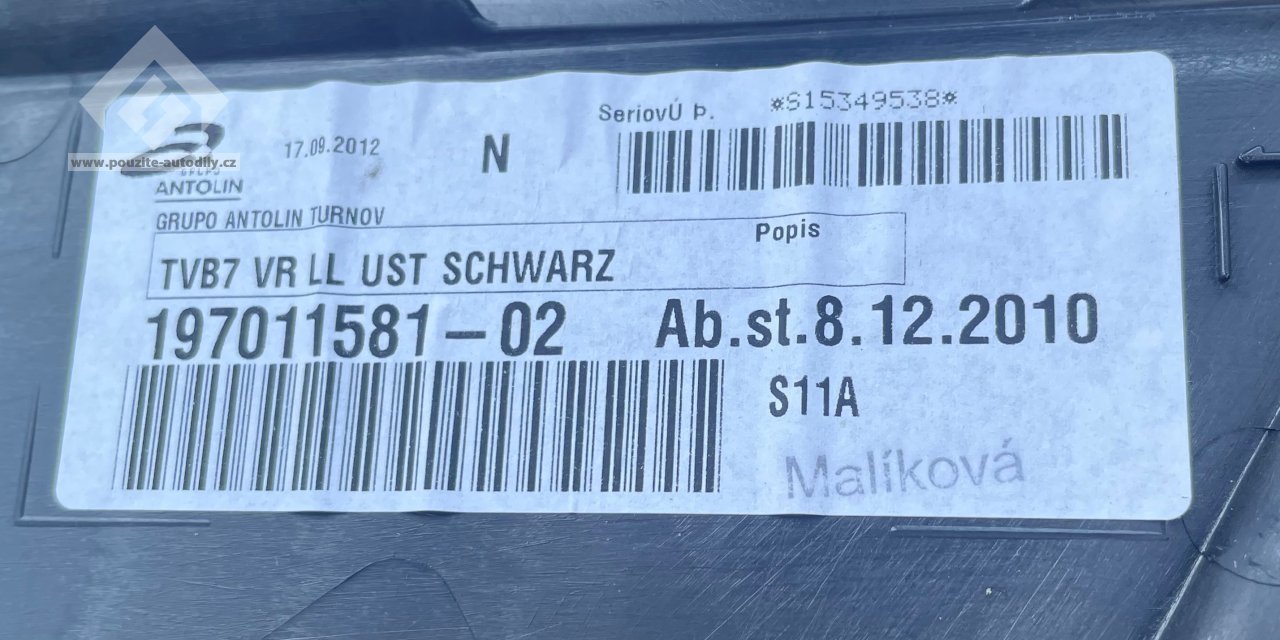 www.pouzite-autodily.cz
GRUPO
ANTOLIN
17.09.2012
N
SeriovÚ Þ.
*S15349538*
GRUPO ANTOLIN TURNOV
Popis
TVB7 VR LL UST SCHWARZ
197011581-02
Ab.st.8.12.2010
S11A
Malíková